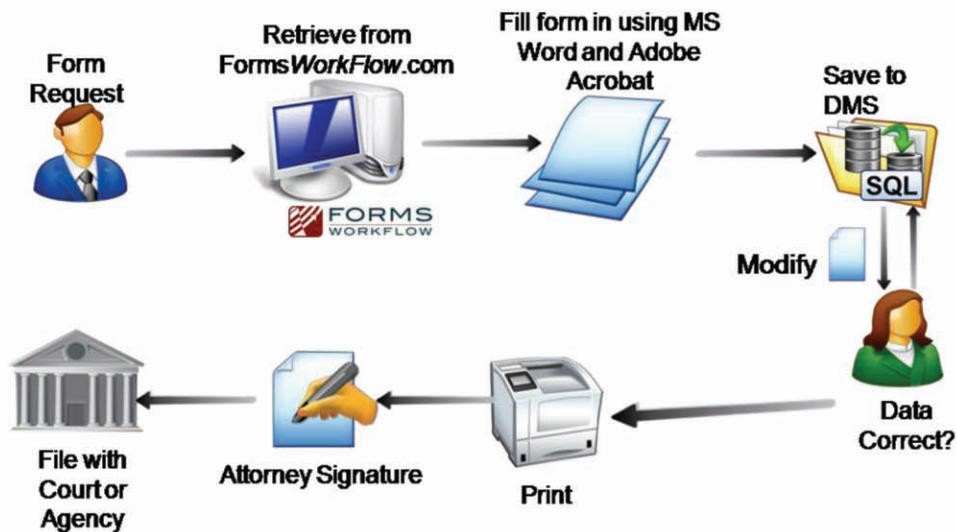 Form
Request
Retrieve from
FormsWorkFlow.com
FORMS
WORKFLOW
Fill form in using MS
Word and Adobe
Acrobat
Save to
DMS
SQL
Modify
Data
Correct?
Print
Attorney Signature
File with
Court or
Agency